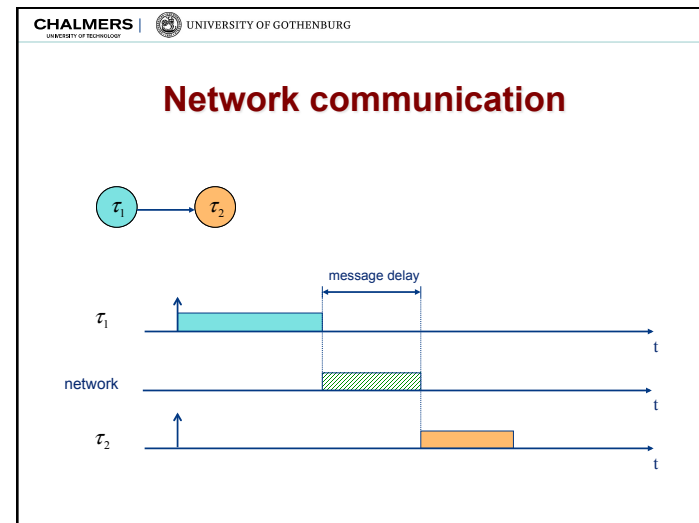 CHALMERS | UNIVERSITY OF GOTHENBURG
UNIVERSITY OF TECHNOLOGY
Network communication
τ₁ τ₂
message delay
τ₁
t
network
t
τ₂
t